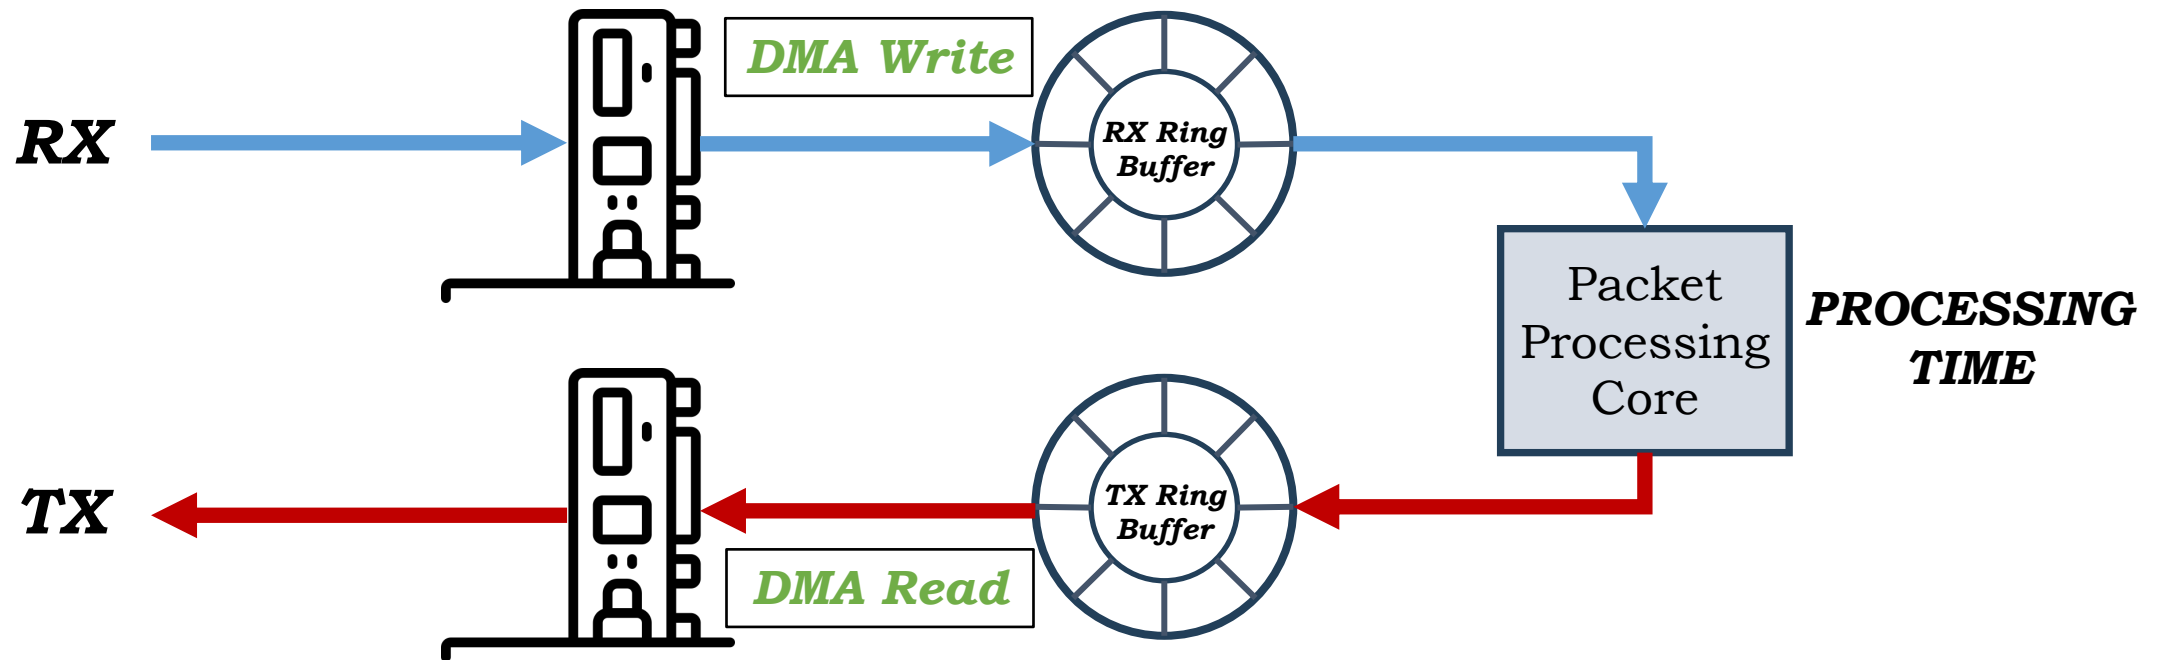 DMA Write
RX
RX Ring
Buffer
Packet
Processing
Core
PROCESSING
TIME
TX
TX Ring
Buffer
DMA Read